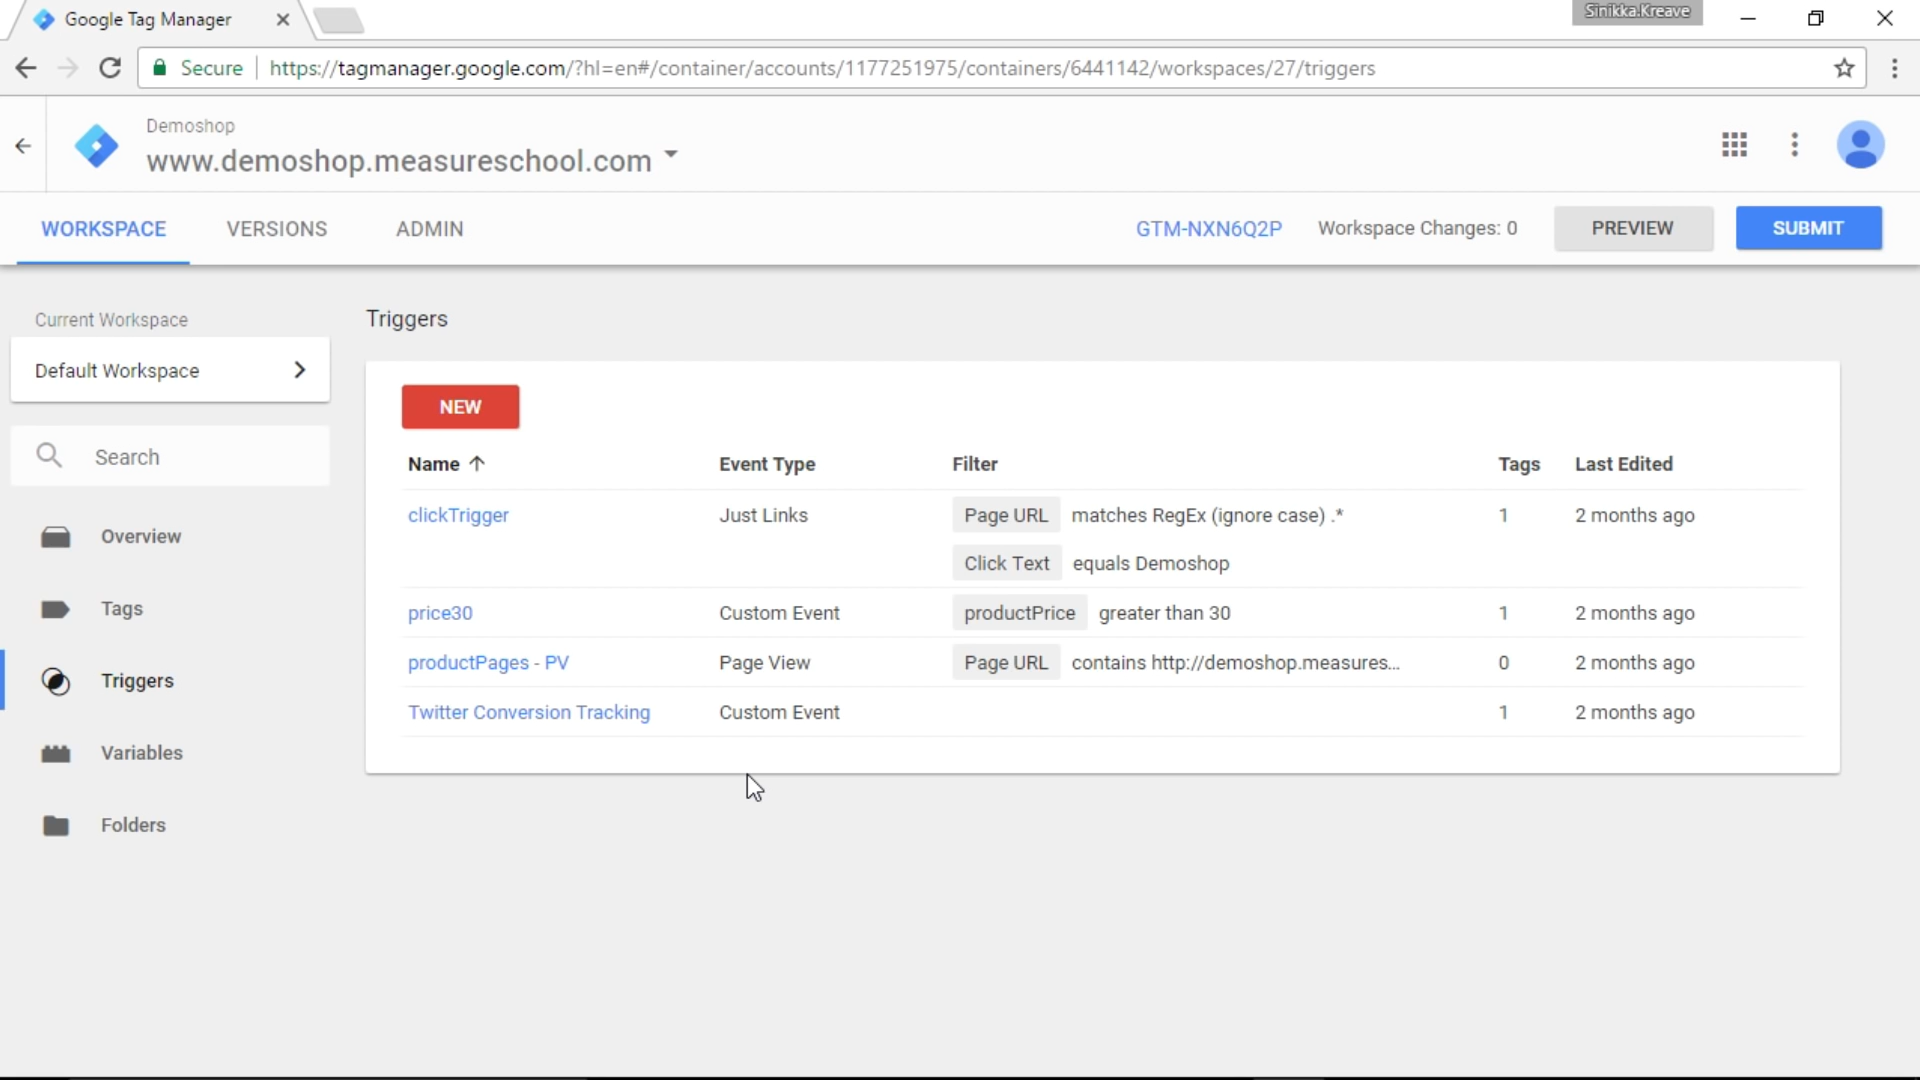 Google Tag Manager
Sinikka.Kreave
Secure https://tagmanager.google.com/?hl=en#/container/accounts/1177251975/containers/6441142/workspaces/27/triggers
Demoshop
www.demoshop.measureschool.com
WORKSPACE VERSIONS ADMIN GTM-NXN6Q2P Workspace Changes: 0 PREVIEW SUBMIT
Current Workspace
Default Workspace
Search
Overview
Tags
Triggers
Variables
Folders
Triggers
NEW
Name Event Type Filter Tags Last Edited
clickTrigger Just Links Page URL matches RegEx (ignore case) .* 1 2 months ago
Click Text equals Demoshop
price30 Custom Event productPrice greater than 30 1 2 months ago
productPages - PV Page View Page URL contains http://demoshop.measures... 0 2 months ago
Twitter Conversion Tracking Custom Event 1 2 months ago